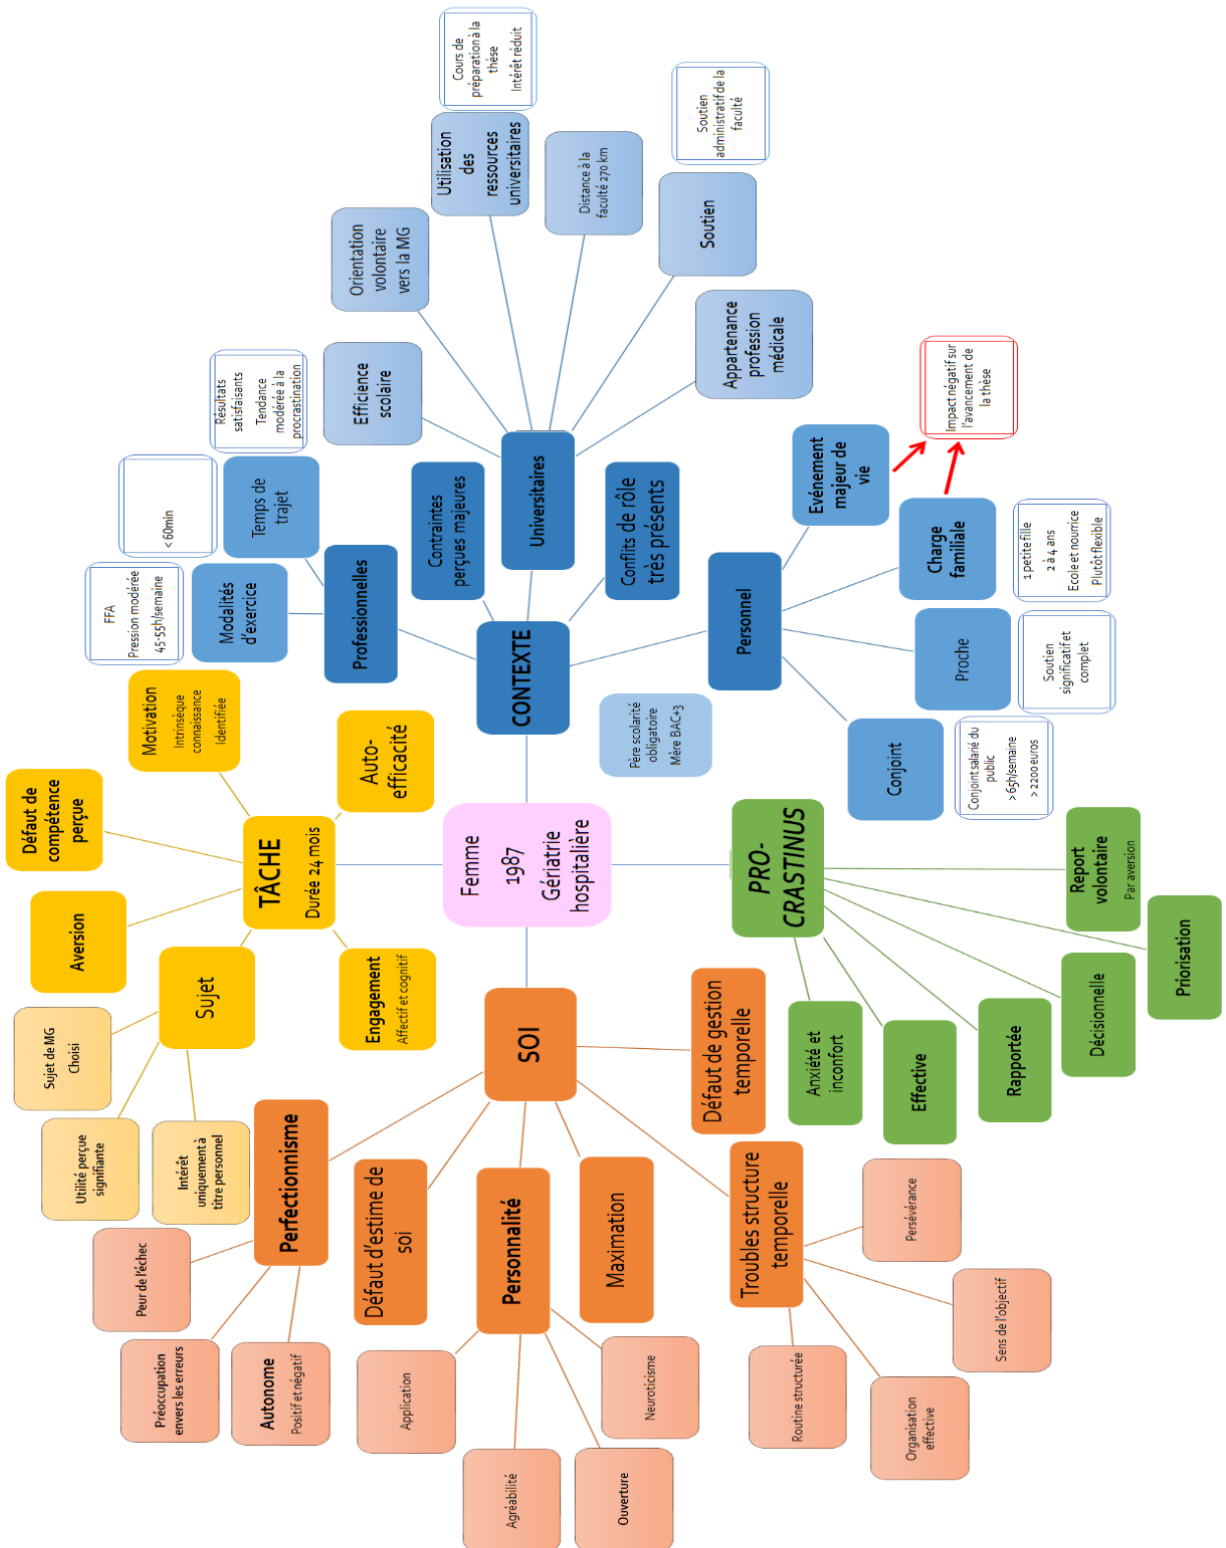 Femme
1987
Gériatrie
hospitalière
TÂCHE
Durée 24 mois
Défaut de
compétence
perçue
Motivation
Intrinsèque
connaissance
Identifiée
Auto-
efficacité
Aversion
Sujet
Sujet de MG
Choisi
Utilité perçue
signifiante
Intérêt
uniquement à
titre personnel
Engagement
Affectif et cognitif
CONTEXTE
Père scolarité
obligatoire
Mère BAC+3
Professionnelles
Modalités
d'exercice
FFA
Pression modérée
45-55h/semaine
Temps de
trajet
< 60min
Contraintes
perçues majeures
Universitaires
Efficience
scolaire
Résultats
satisfaisants
Tendance
modérée à la
procrastination
Orientation
volontaire
vers la MG
Utilisation
des
ressources
universitaires
Cours de
préparation à la
thèse
Intérêt réduit
Distance à la
faculté 270 km
Soutien
Soutien
administratif de la
faculté
Appartenance
profession
médicale
Conflits de rôle
très présents
Personnel
Evénement
majeur de
vie
Charge
familiale
Impact négatif sur
l'avancement de
la thèse
1 petite fille
2 à 4 ans
Ecole et nourrice
Plutôt flexible
Proche
Soutien
significatif et
complet
Conjoint
Conjoint salarié du
public
> 65h/semaine
> 2200 euros
SOI
Perfectionnisme
Peur de l'échec
Préoccupation
envers les erreurs
Autonome
Positif et négatif
Défaut d'estime de
soi
Personnalité
Application
Agréabilité
Ouverture
Neuroticisme
Maximation
Troubles structure
temporelle
Routine structurée
Organisation
effective
Sens de l'objectif
Persévérance
Défaut de gestion
temporelle
PRO-
CRASTINUS
Anxiété et
inconfort
Effective
Rapportée
Décisionnelle
Priorisation
Report
volontaire
Par aversion